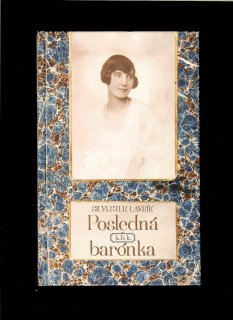 SILVESTER LAVRÍK
Posledná
k.&k.
barónka